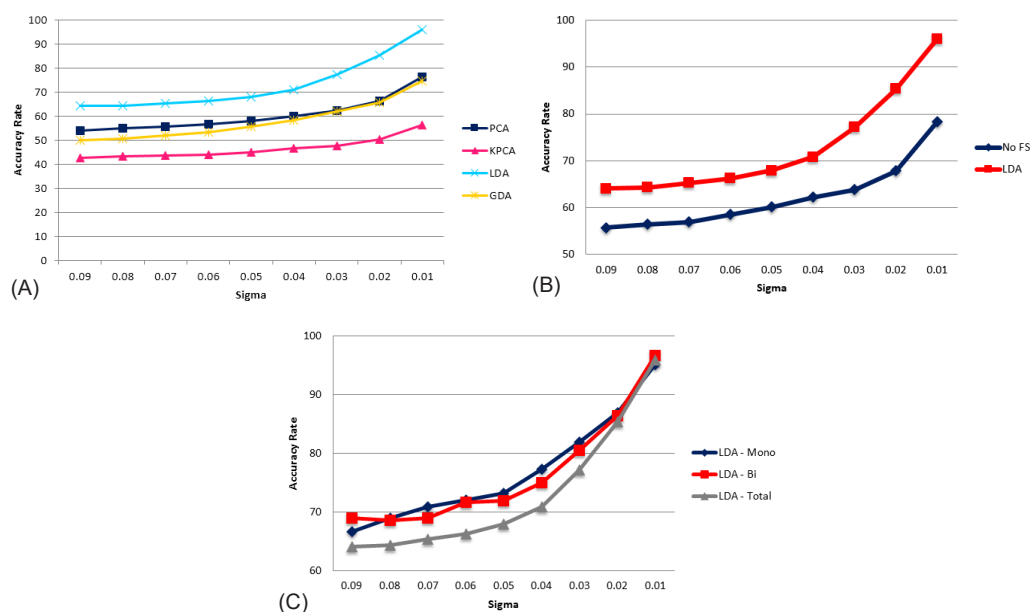 100
90
80
70
60
50
40
30
20
10
0
Accuracy Rate
0.09 0.08 0.07 0.06 0.05 0.04 0.03 0.02 0.01
Sigma
PCA
KPCA
LDA
GDA
(A)
100
90
80
70
60
50
Accuracy Rate
0.09 0.08 0.07 0.06 0.05 0.04 0.03 0.02 0.01
Sigma
No FS
LDA
(B)
100
90
80
70
60
Accuracy Rate
0.09 0.08 0.07 0.06 0.05 0.04 0.03 0.02 0.01
Sigma
LDA - Mono
LDA - Bi
LDA - Total
(C)